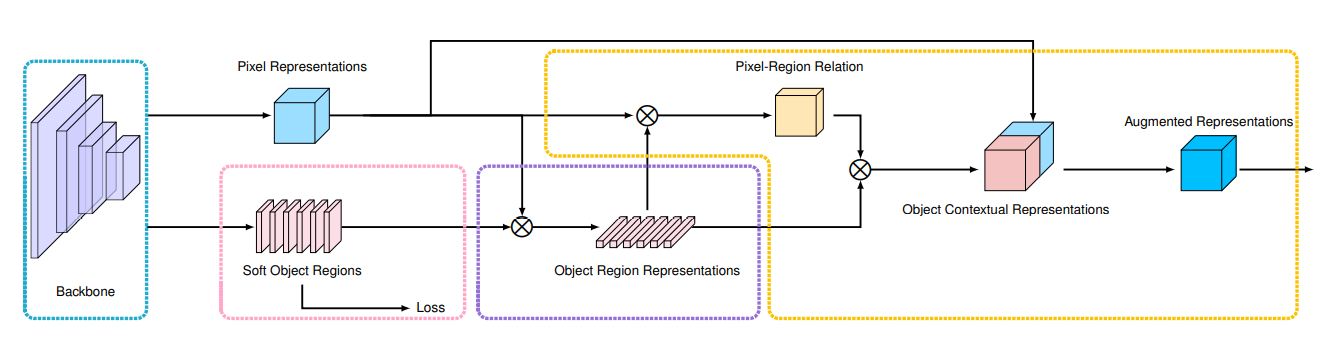 Pixel Representations
Pixel-Region Relation
Augmented Representations
Object Contextual Representations
Soft Object Regions
Object Region Representations
Backbone
Loss